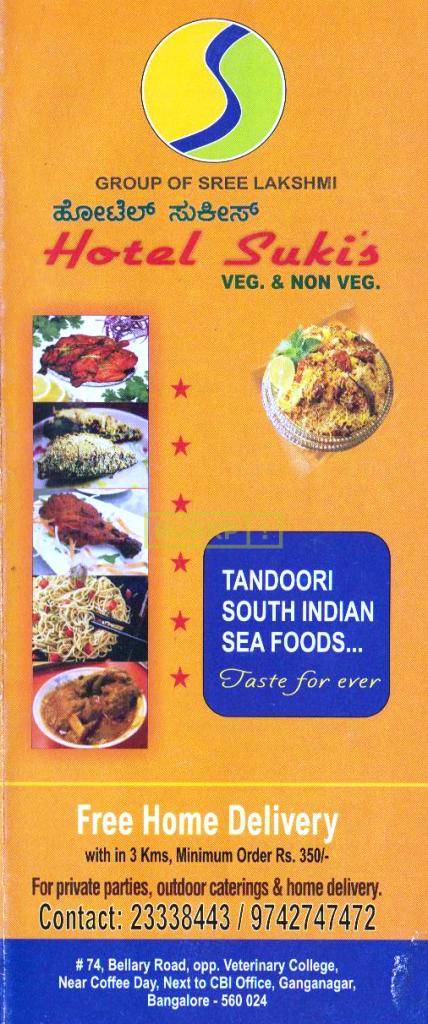 GROUP OF SREE LAKSHMI
ಹೋಟೆಲ್ ಸುಕೀಸ್
Hotel Suki's
VEG. & NON VEG.
TANDOORI
SOUTH INDIAN
SEA FOODS...
Taste for ever
Free Home Delivery
with in 3 Kms, Minimum Order Rs. 350/-
For private parties, outdoor caterings & home delivery.
Contact: 23338443 / 9742747472
# 74, Bellary Road, opp. Veterinary College,
Near Coffee Day, Next to CBI Office, Ganganagar,
Bangalore - 560 024